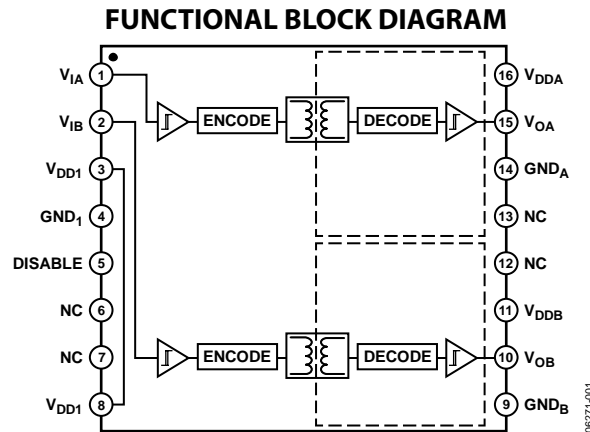 FUNCTIONAL BLOCK DIAGRAM
VIA 1
VIB 2
VDD1 3
GND1 4
DISABLE 5
NC 6
NC 7
VDD1 8
ENCODE
DECODE
ENCODE
DECODE
16 VDDA
15 VOA
14 GNDA
13 NC
12 NC
11 VDDB
10 VOB
9 GNDB
06271-001